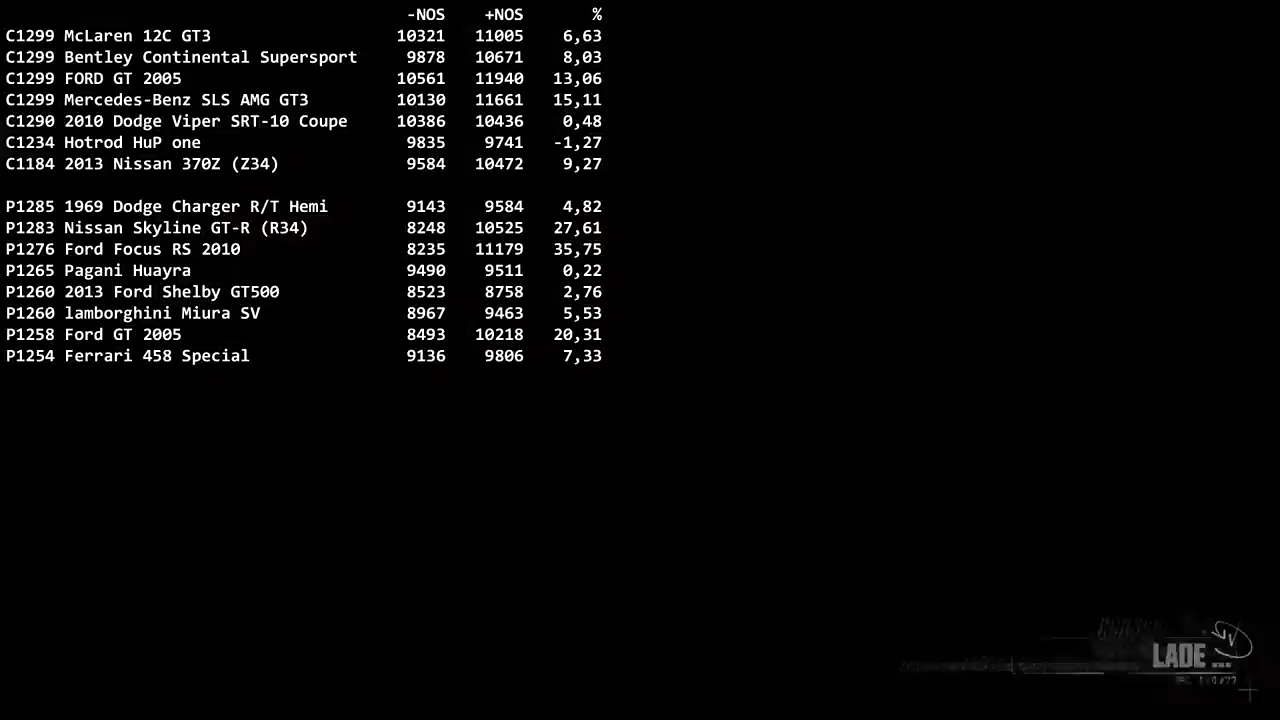 -NOS +NOS %
C1299 McLaren 12C GT3 10321 11005 6,63
C1299 Bentley Continental Supersport 9878 10671 8,03
C1299 FORD GT 2005 10561 11940 13,06
C1299 Mercedes-Benz SLS AMG GT3 10130 11661 15,11
C1290 2010 Dodge Viper SRT-10 Coupe 10386 10436 0,48
C1234 Hotrod HuP one 9835 9741 -1,27
C1184 2013 Nissan 370Z (Z34) 9584 10472 9,27
P1285 1969 Dodge Charger R/T Hemi 9143 9584 4,82
P1283 Nissan Skyline GT-R (R34) 8248 10525 27,61
P1276 Ford Focus RS 2010 8235 11179 35,75
P1265 Pagani Huayra 9490 9511 0,22
P1260 2013 Ford Shelby GT500 8523 8758 2,76
P1260 lamborghini Miura SV 8967 9463 5,53
P1258 Ford GT 2005 8493 10218 20,31
P1254 Ferrari 458 Special 9136 9806 7,33
LADE ...